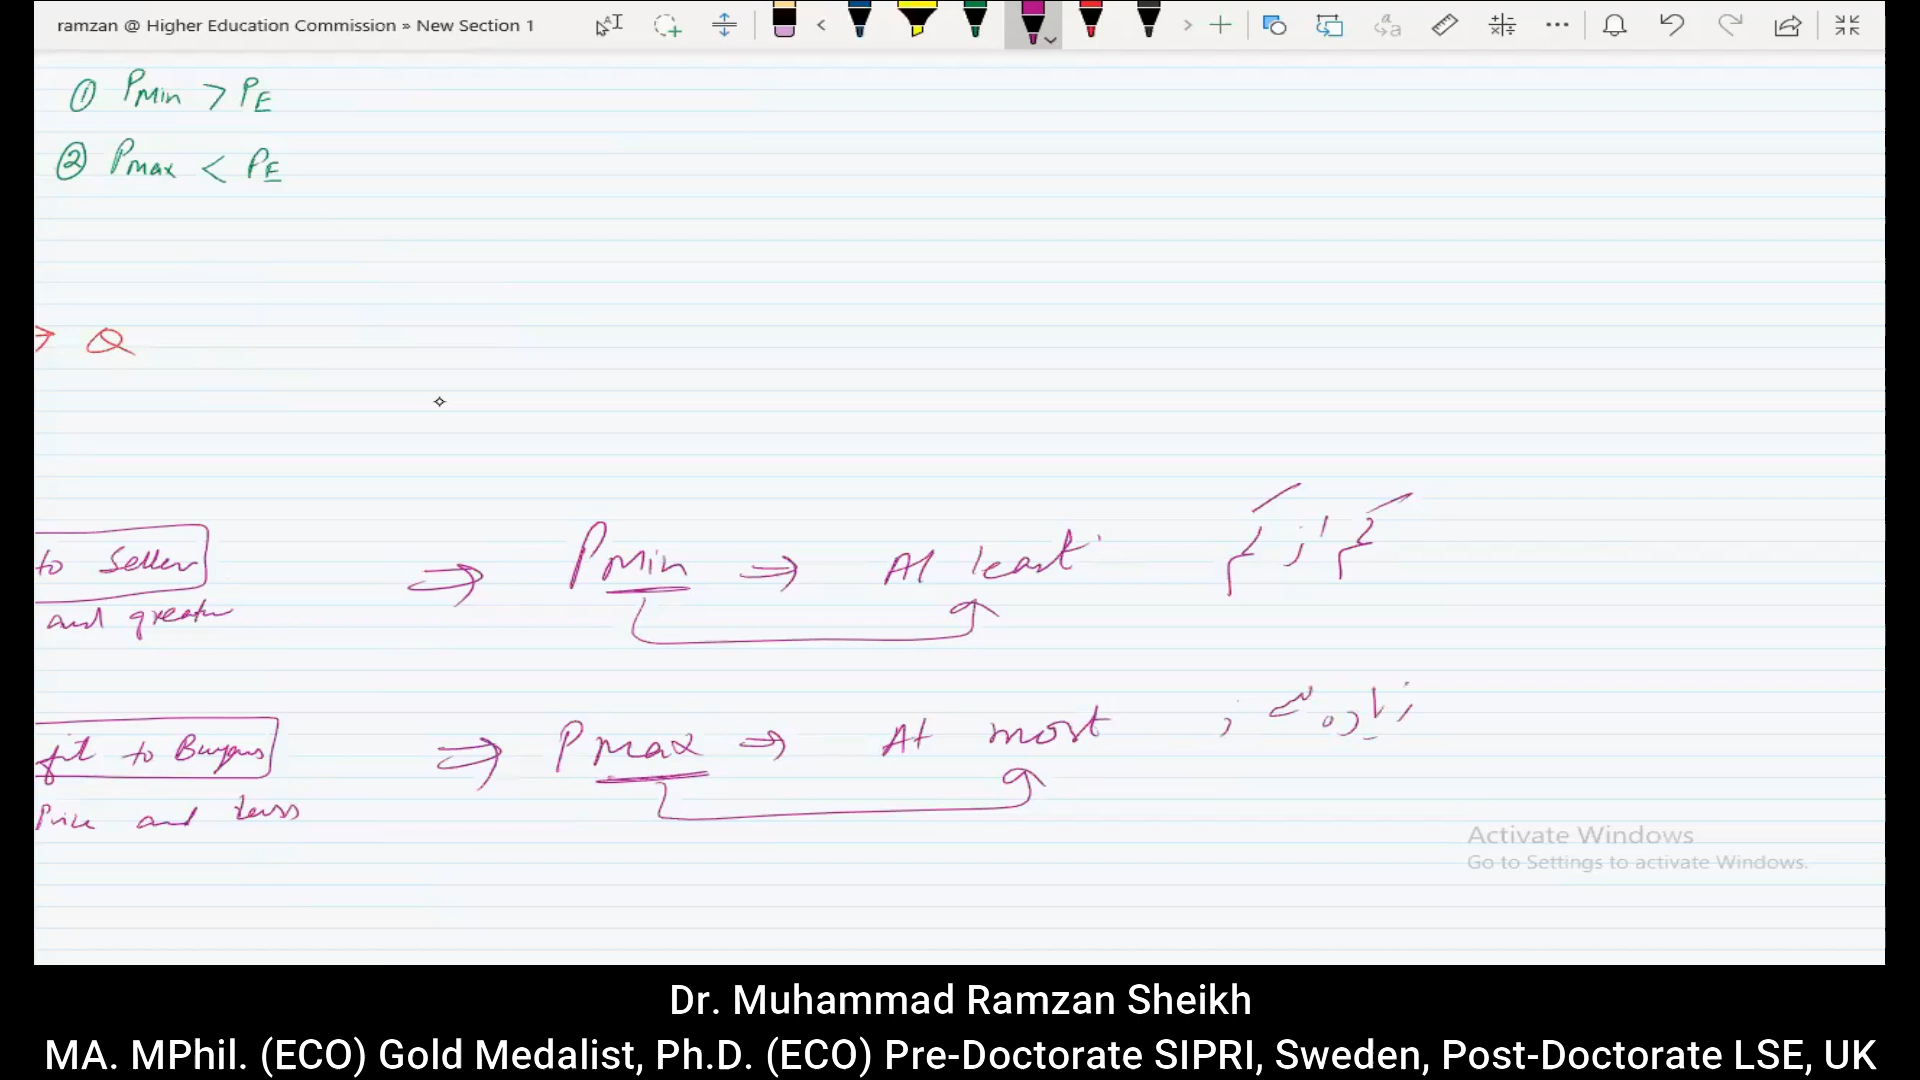 ramzan @ Higher Education Commission » New Section 1
① PMin > PE
② Pmax < PE
→ Q
to Seller ⇒ PMin ⇒ At least کم از کم
and greater
fit to Buyers ⇒ Pmax ⇒ At most زیادہ سے
Price and Less
Activate Windows
Go to Settings to activate Windows.
Dr. Muhammad Ramzan Sheikh
MA. MPhil. (ECO) Gold Medalist, Ph.D. (ECO) Pre-Doctorate SIPRI, Sweden, Post-Doctorate LSE, UK